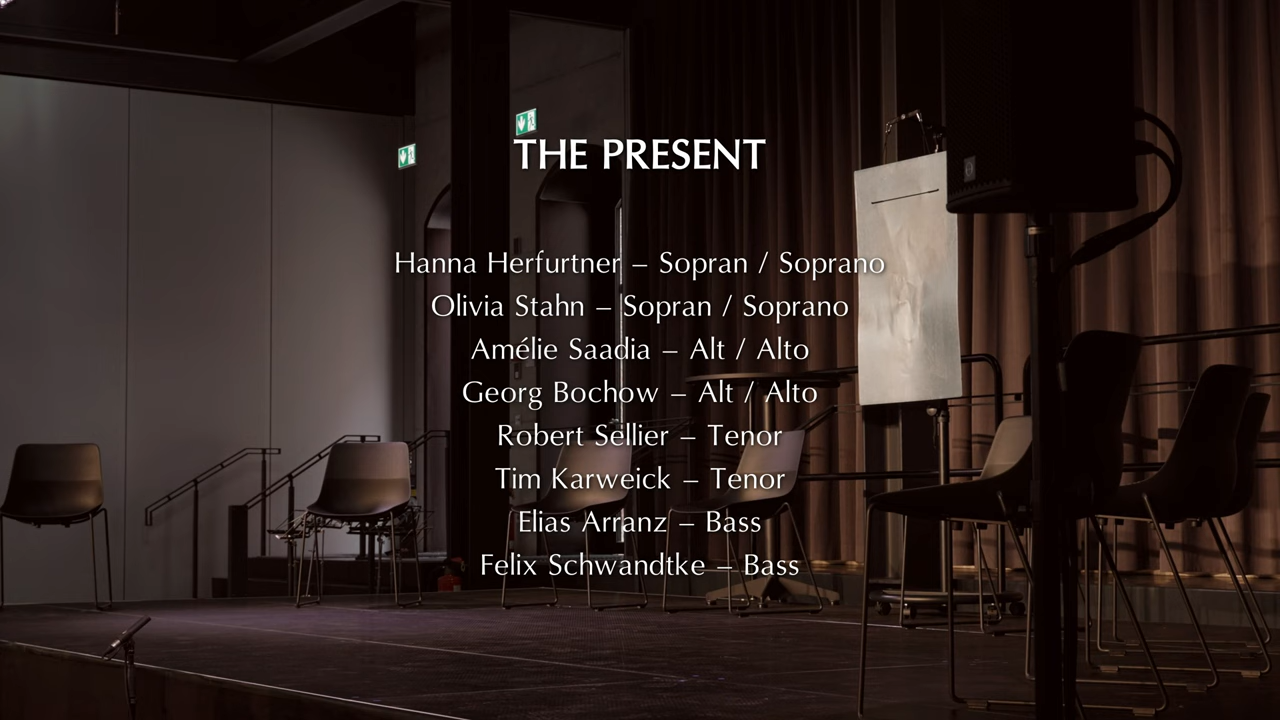 THE PRESENT
Hanna Herfurtner – Sopran / Soprano
Olivia Stahn – Sopran / Soprano
Amélie Saadia – Alt / Alto
Georg Bochow – Alt / Alto
Robert Sellier – Tenor
Tim Karweick – Tenor
Elias Arranz – Bass
Felix Schwandtke – Bass